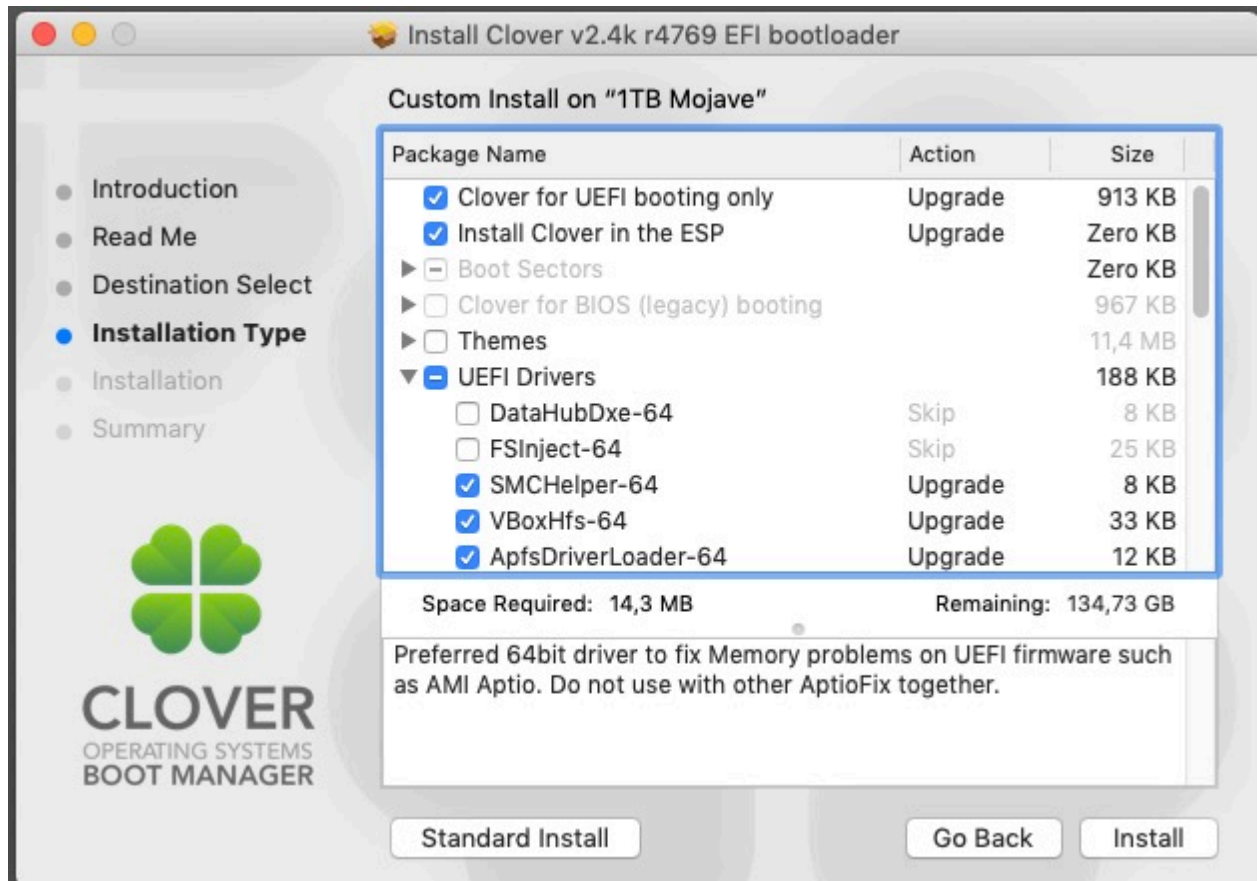 Install Clover v2.4k r4769 EFI bootloader
Custom Install on “1TB Mojave”
Introduction
Read Me
Destination Select
Installation Type
Installation
Summary
Package Name Action Size
Clover for UEFI booting only Upgrade 913 KB
Install Clover in the ESP Upgrade Zero KB
Boot Sectors Zero KB
Clover for BIOS (legacy) booting 967 KB
Themes 11,4 MB
UEFI Drivers 188 KB
DataHubDxe-64 Skip 8 KB
FSInject-64 Skip 25 KB
SMCHelper-64 Upgrade 8 KB
VBoxHfs-64 Upgrade 33 KB
ApfsDriverLoader-64 Upgrade 12 KB
Space Required: 14,3 MB Remaining: 134,73 GB
Preferred 64bit driver to fix Memory problems on UEFI firmware such
as AMI Aptio. Do not use with other AptioFix together.
CLOVER
OPERATING SYSTEMS
BOOT MANAGER
Standard Install Go Back Install